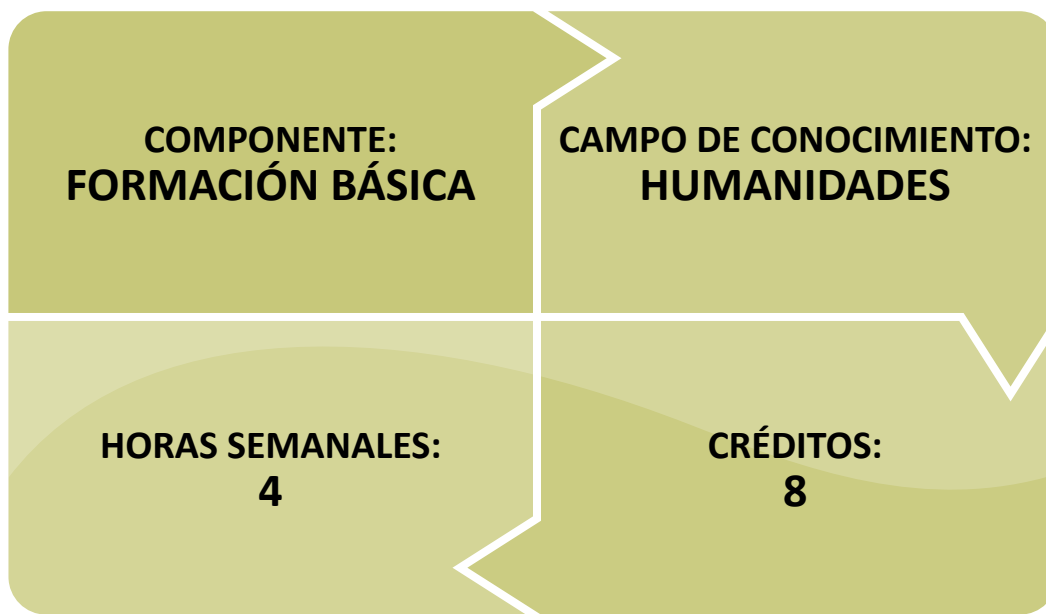 COMPONENTE:
FORMACIÓN BÁSICA
CAMPO DE CONOCIMIENTO:
HUMANIDADES
HORAS SEMANALES:
4
CRÉDITOS:
8